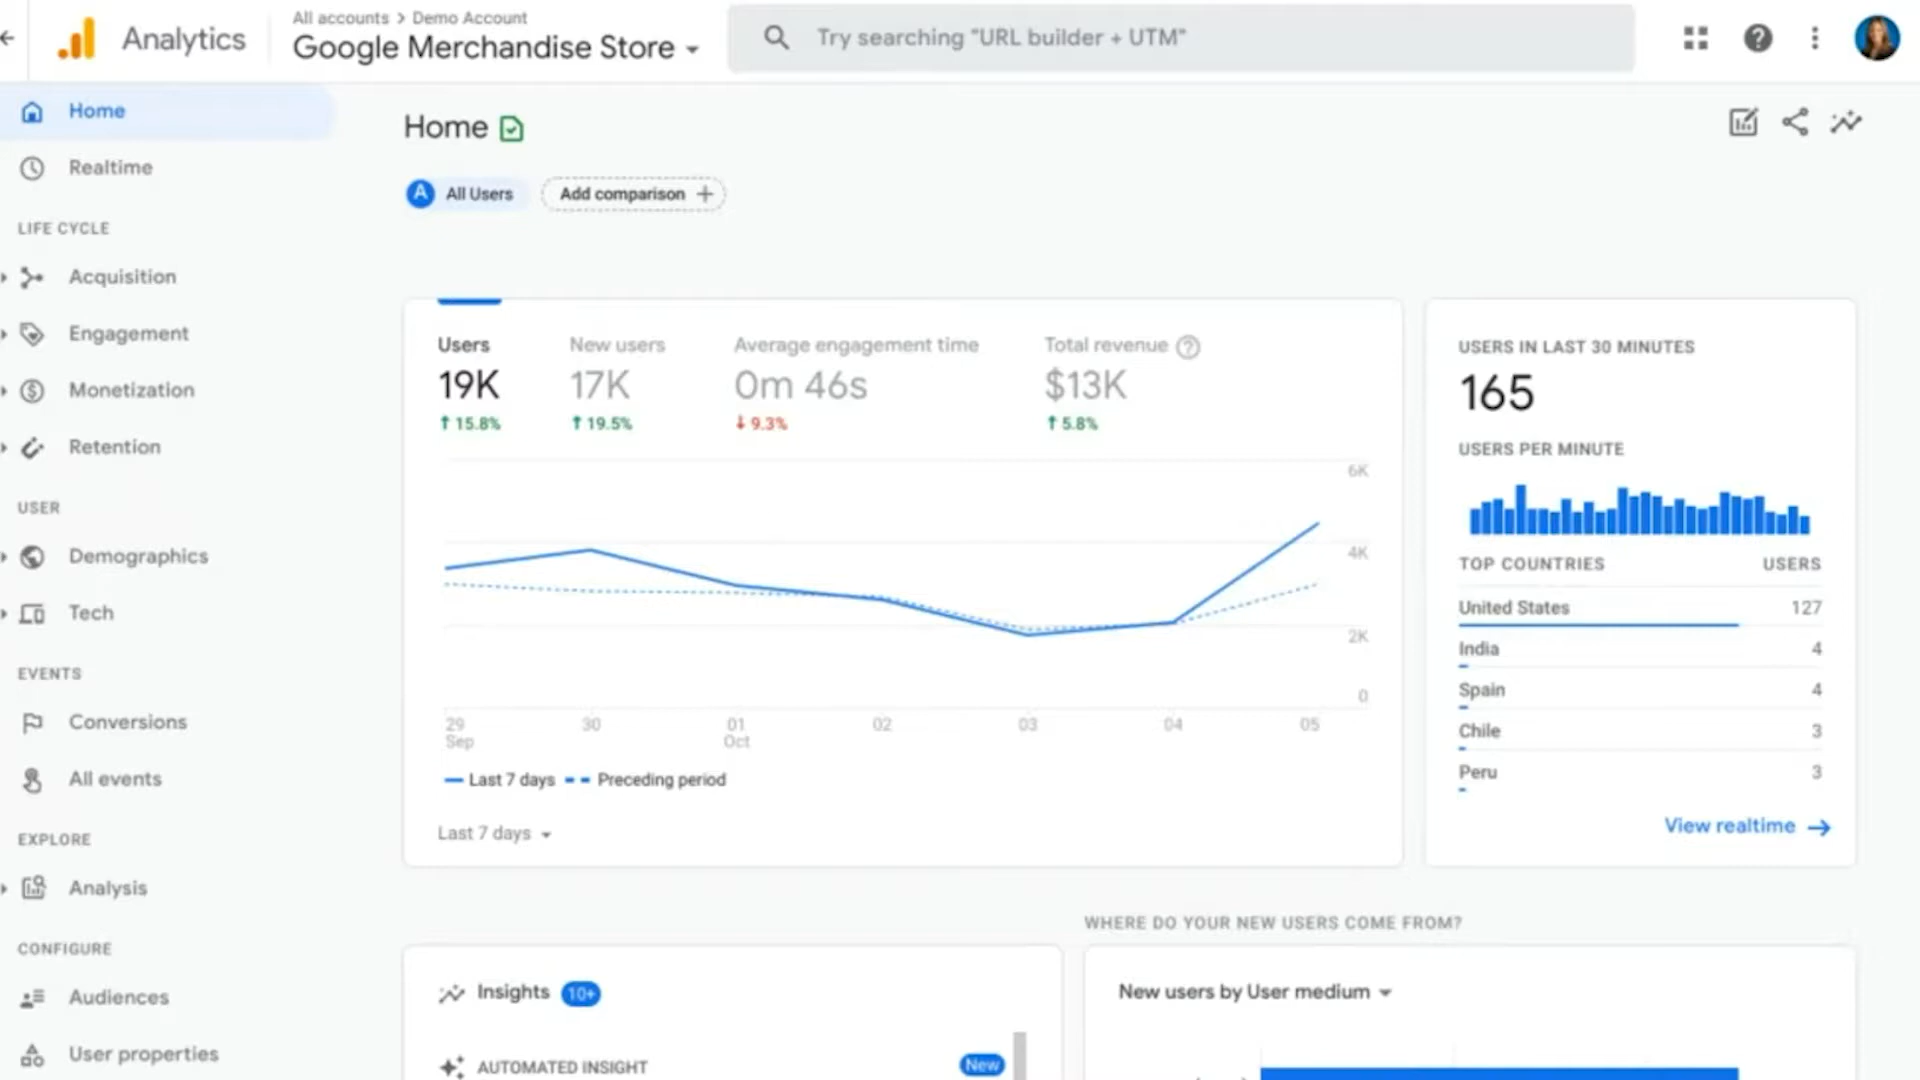 Analytics
All accounts > Demo Account
Google Merchandise Store
Try searching "URL builder + UTM"
Home
Realtime
LIFE CYCLE
Acquisition
Engagement
Monetization
Retention
USER
Demographics
Tech
EVENTS
Conversions
All events
EXPLORE
Analysis
CONFIGURE
Audiences
User properties
Home
A All Users
Add comparison +
Users
19K
↑ 15.8%
New users
17K
↑ 19.5%
Average engagement time
0m 46s
↓ 9.3%
Total revenue
$13K
↑ 5.8%
6K
4K
2K
0
29 30 01 02 03 04 05
Sep Oct
Last 7 days Preceding period
Last 7 days
USERS IN LAST 30 MINUTES
165
USERS PER MINUTE
TOP COUNTRIES USERS
United States 127
India 4
Spain 4
Chile 3
Peru 3
View realtime →
Insights 10+
AUTOMATED INSIGHT New
WHERE DO YOUR NEW USERS COME FROM?
New users by User medium